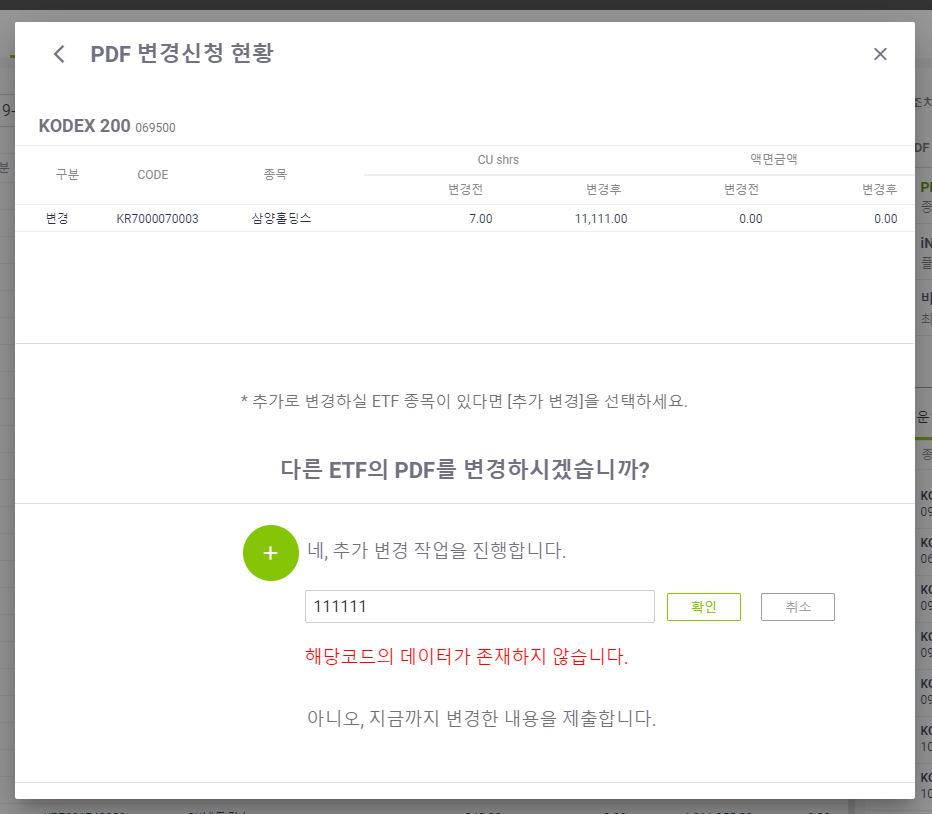 PDF 변경신청 현황
KODEX 200 069500
CU shrs 액면금액
구분 CODE 종목
변경전 변경후 변경전 변경후
변경 KR7000070003 삼양홀딩스 7.00 11,111.00 0.00 0.00
* 추가로 변경하실 ETF 종목이 있다면 [추가 변경]을 선택하세요.
다른 ETF의 PDF를 변경하시겠습니까?
+ 네, 추가 변경 작업을 진행합니다.
111111 확인 취소
해당코드의 데이터가 존재하지 않습니다.
아니오, 지금까지 변경한 내용을 제출합니다.